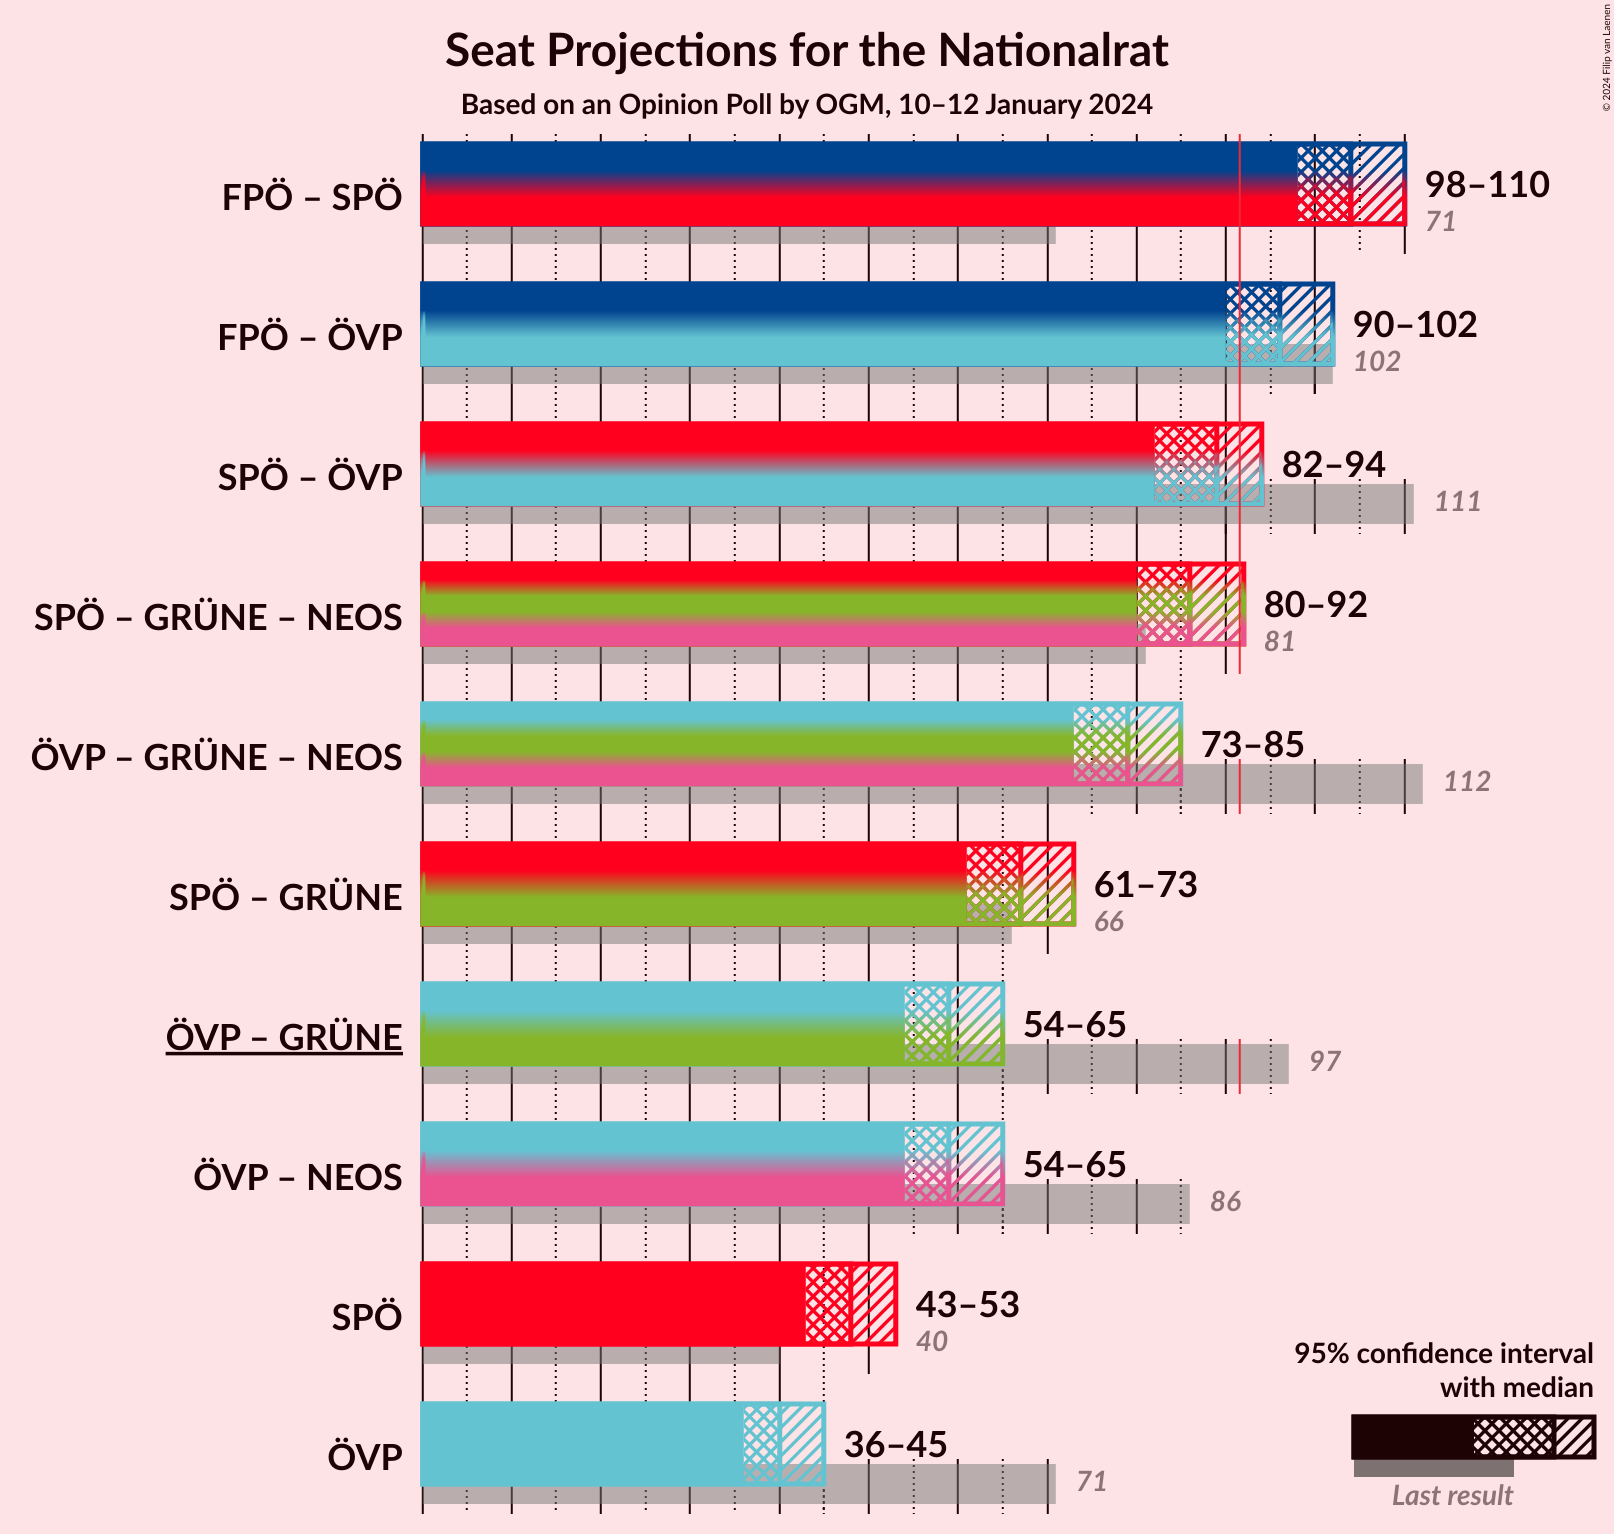 Seat Projections for the Nationalrat
Based on an Opinion Poll by OGM, 10–12 January 2024
© 2024 Filip van Laenen
FPÖ – SPÖ
98–110
71
FPÖ – ÖVP
90–102
102
SPÖ – ÖVP
82–94
111
SPÖ – GRÜNE – NEOS
80–92
81
ÖVP – GRÜNE – NEOS
73–85
112
SPÖ – GRÜNE
61–73
66
ÖVP – GRÜNE
54–65
97
ÖVP – NEOS
54–65
86
SPÖ
43–53
40
ÖVP
36–45
71
95% confidence interval
with median
Last result